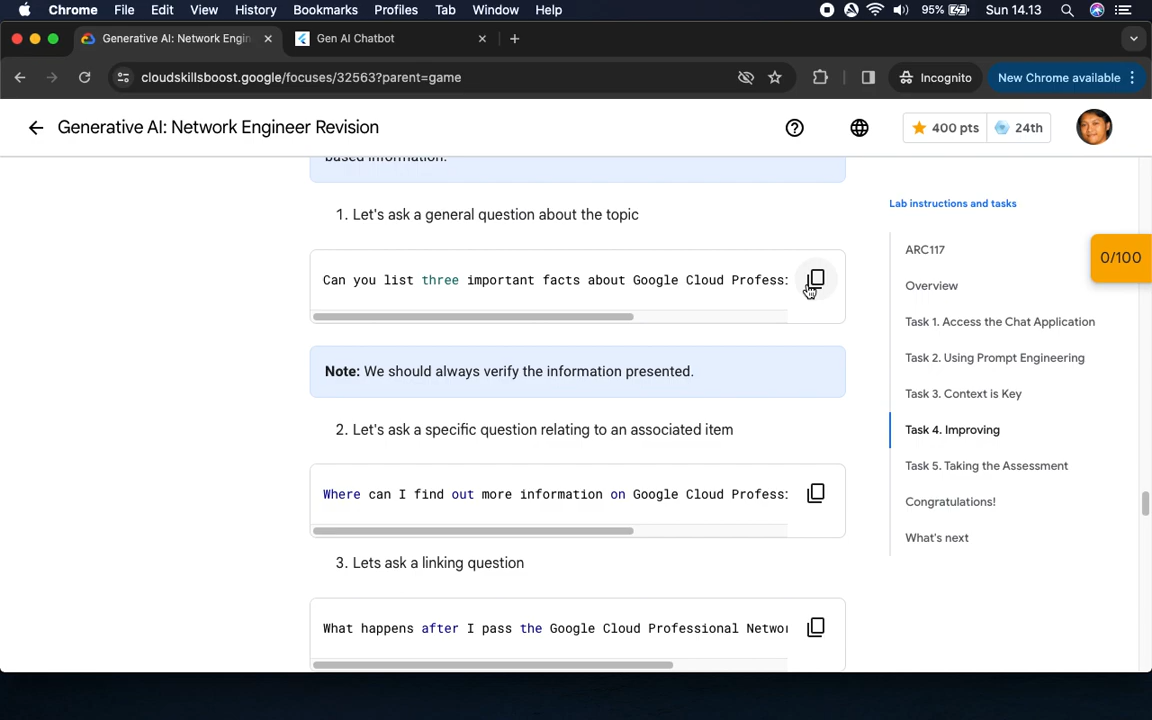 Chrome File Edit View History Bookmarks Profiles Tab Window Help 95% Sun 14.13
Generative AI: Network Engin
Gen AI Chatbot
cloudskillsboost.google/focuses/32563?parent=game
Incognito
New Chrome available
Generative AI: Network Engineer Revision
400 pts
24th
based information.
1. Let's ask a general question about the topic
Can you list three important facts about Google Cloud Profess
Note: We should always verify the information presented.
2. Let's ask a specific question relating to an associated item
Where can I find out more information on Google Cloud Profess
3. Lets ask a linking question
What happens after I pass the Google Cloud Professional Networ
Lab instructions and tasks
0/100
ARC117
Overview
Task 1. Access the Chat Application
Task 2. Using Prompt Engineering
Task 3. Context is Key
Task 4. Improving
Task 5. Taking the Assessment
Congratulations!
What's next